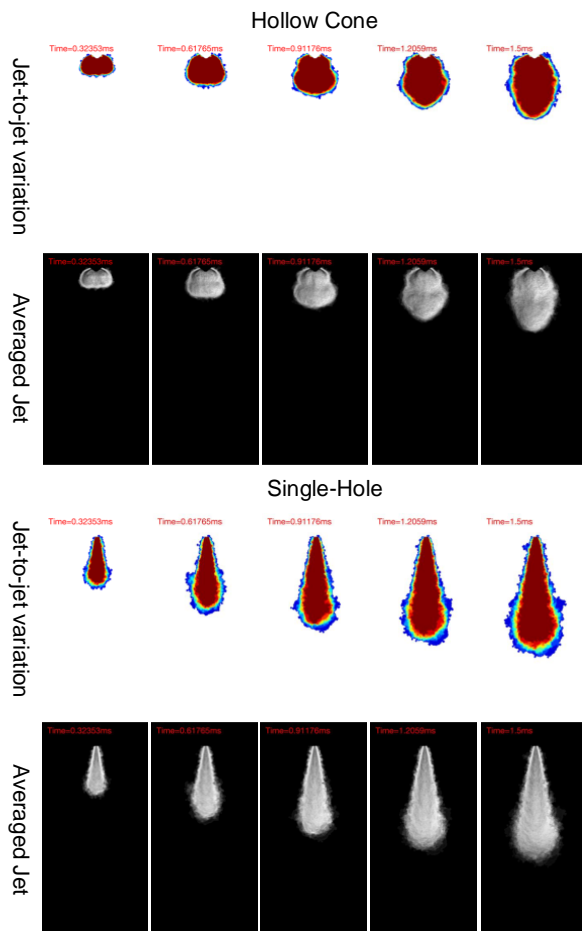 Hollow Cone
Jet-to-jet variation
Time=0.32353ms
Time=0.61765ms
Time=0.91176ms
Time=1.2059ms
Time=1.5ms
Averaged Jet
Time=0.32353ms
Time=0.61765ms
Time=0.91176ms
Time=1.2059ms
Time=1.5ms
Single-Hole
Jet-to-jet variation
Time=0.32353ms
Time=0.61765ms
Time=0.91176ms
Time=1.2059ms
Time=1.5ms
Averaged Jet
Time=0.32353ms
Time=0.61765ms
Time=0.91176ms
Time=1.2059ms
Time=1.5ms